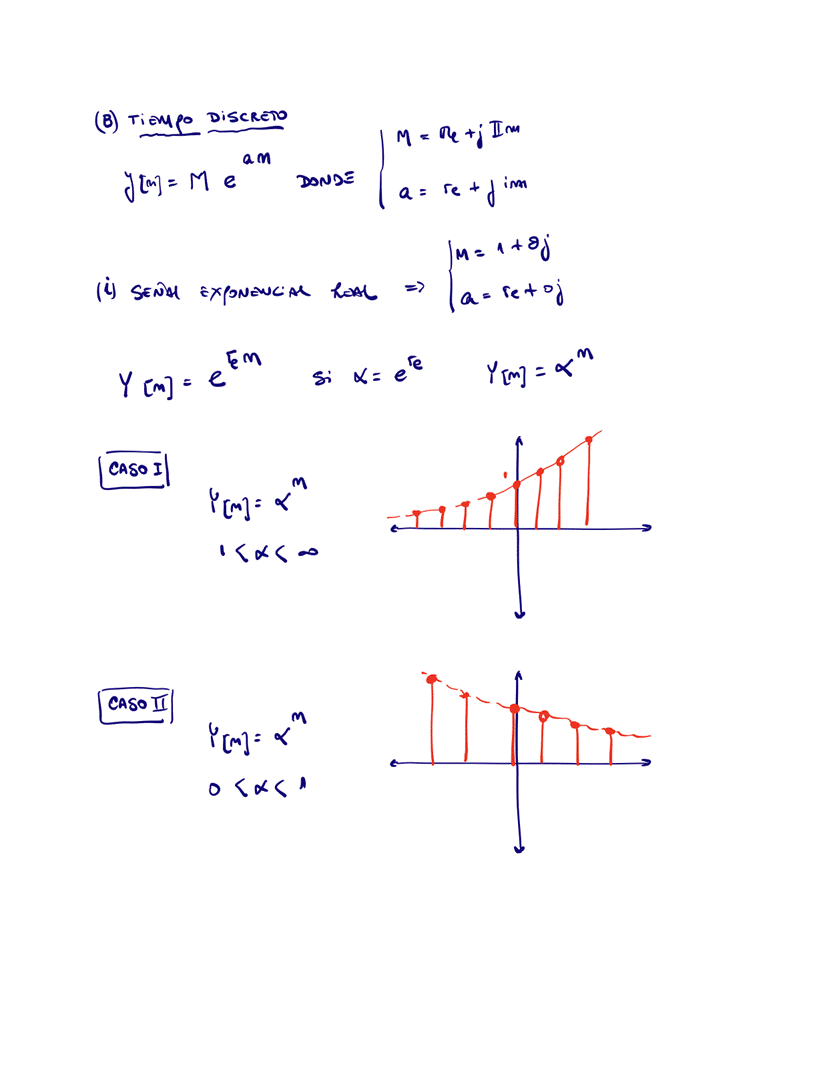 (B) TIEMPO DISCRETO
y[n] = M e^{an} DONDE { M = Re + j IIm
a = re + j im
(i) SEÑAL EXPONENCIAL REAL => { M = 1 + 0j
a = re + 0j
Y[n] = e^{re n} si α = e^{re} Y[n] = α^n
CASO I
Y[n] = α^n
1 < α < ∞
CASO II
Y[n] = α^n
0 < α < 1